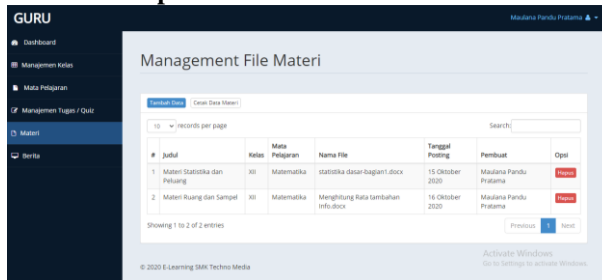 GURU
Maulana Pandu Pratama
Dashboard
Manajemen Kelas
Mata Pelajaran
Manajemen Tugas / Quiz
Materi
Berita
Management File Materi
Tambah Data Cetak Data Materi
10 records per page Search:
# Judul Kelas Mata Pelajaran Nama File Tanggal Posting Pembuat Opsi
1 Materi Statistika dan Peluang XII Matematika statistika dasar-bagian1.docx 15 Oktober 2020 Maulana Pandu Pratama Hapus
2 Materi Ruang dan Sampel XII Matematika Menghitung Rata tambahan info.docx 16 Oktober 2020 Maulana Pandu Pratama Hapus
Showing 1 to 2 of 2 entries
Previous 1 Next
Activate Windows
Go to Settings to activate Windows.
© 2020 E-Learning SMK Techno Media